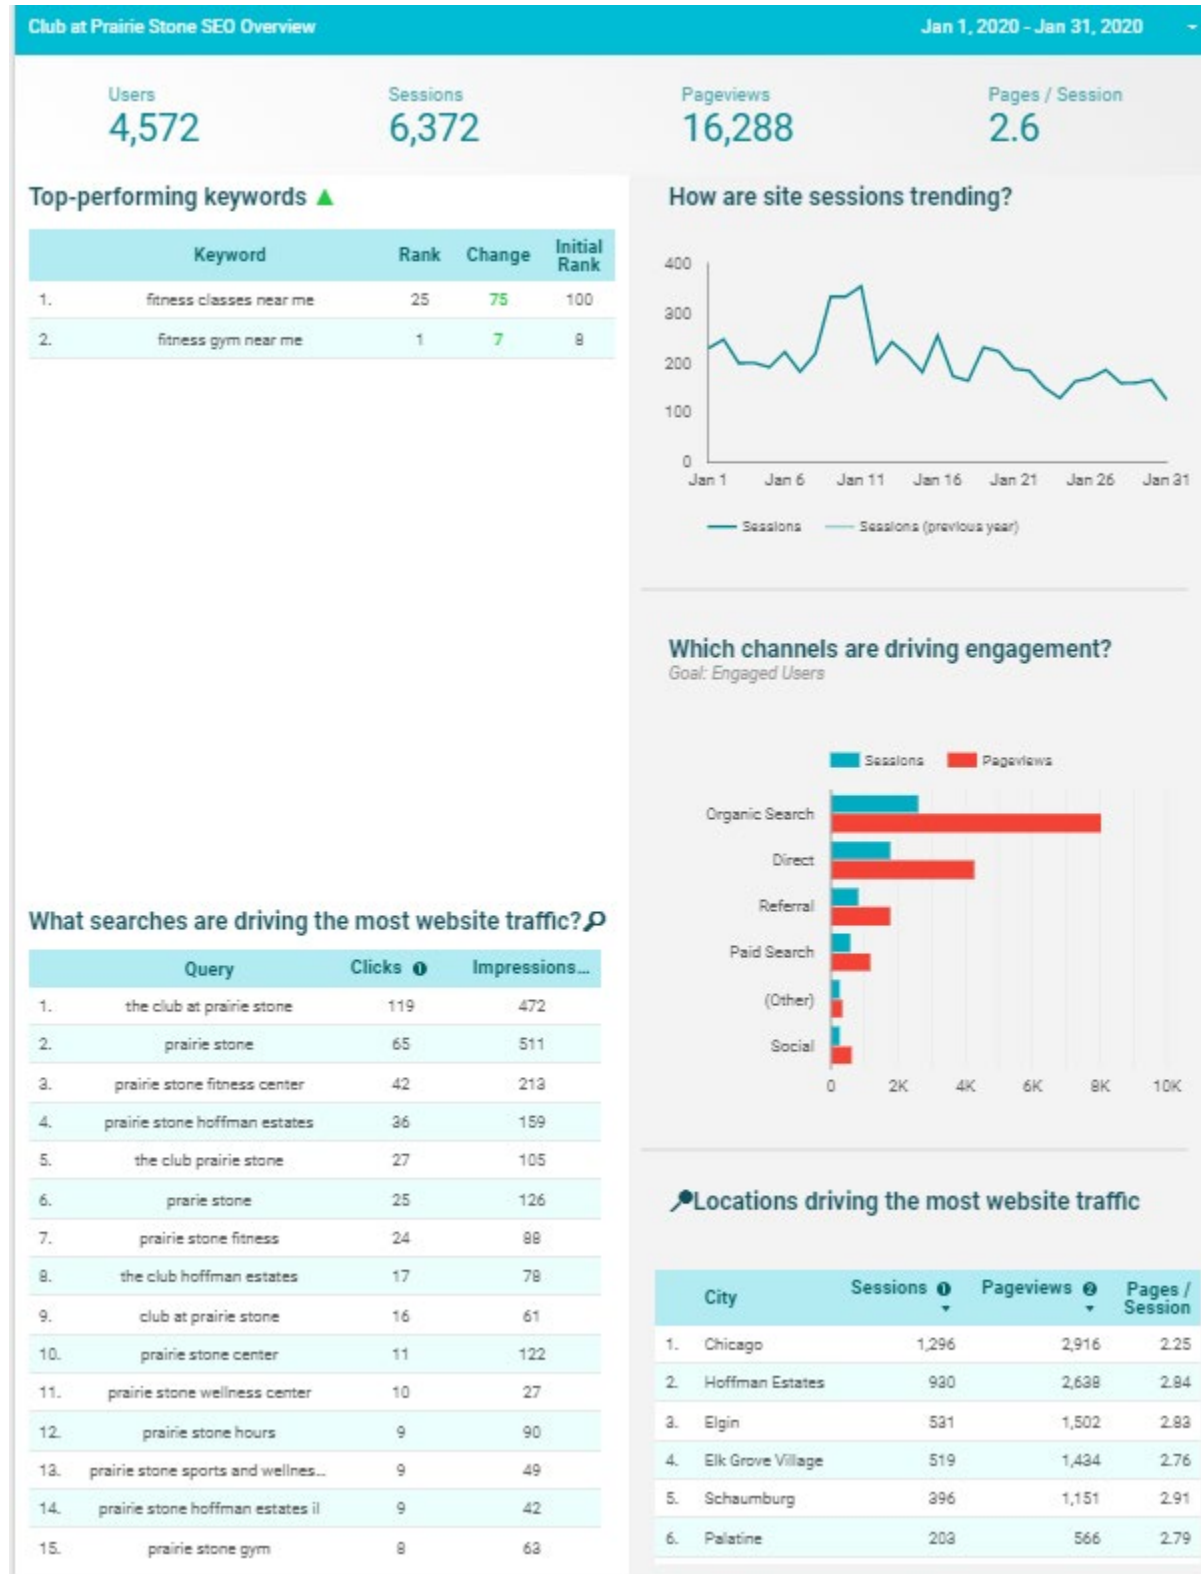 Club at Prairie Stone SEO Overview Jan 1, 2020 - Jan 31, 2020
Users Sessions Pageviews Pages / Session
4,572 6,372 16,288 2.6
Top-performing keywords
Keyword Rank Change Initial Rank
1. fitness classes near me 25 75 100
2. fitness gym near me 1 7 8
How are site sessions trending?
400
300
200
100
0
Jan 1 Jan 6 Jan 11 Jan 16 Jan 21 Jan 26 Jan 31
Sessions Sessions (previous year)
Which channels are driving engagement?
Goal: Engaged Users
Sessions Pageviews
Organic Search
Direct
Referral
Paid Search
(Other)
Social
0 2K 4K 6K 8K 10K
What searches are driving the most website traffic?
Query Clicks 1 Impressions...
1. the club at prairie stone 119 472
2. prairie stone 65 511
3. prairie stone fitness center 42 213
4. prairie stone hoffman estates 36 159
5. the club prairie stone 27 105
6. prarie stone 25 126
7. prairie stone fitness 24 88
8. the club hoffman estates 17 78
9. club at prairie stone 16 61
10. prairie stone center 11 122
11. prairie stone wellness center 10 27
12. prairie stone hours 9 90
13. prairie stone sports and wellnes... 9 49
14. prairie stone hoffman estates il 9 42
15. prairie stone gym 8 63
Locations driving the most website traffic
City Sessions 1 Pageviews 2 Pages / Session
1. Chicago 1,296 2,916 2.25
2. Hoffman Estates 930 2,638 2.84
3. Elgin 531 1,502 2.83
4. Elk Grove Village 519 1,434 2.76
5. Schaumburg 396 1,151 2.91
6. Palatine 203 566 2.79